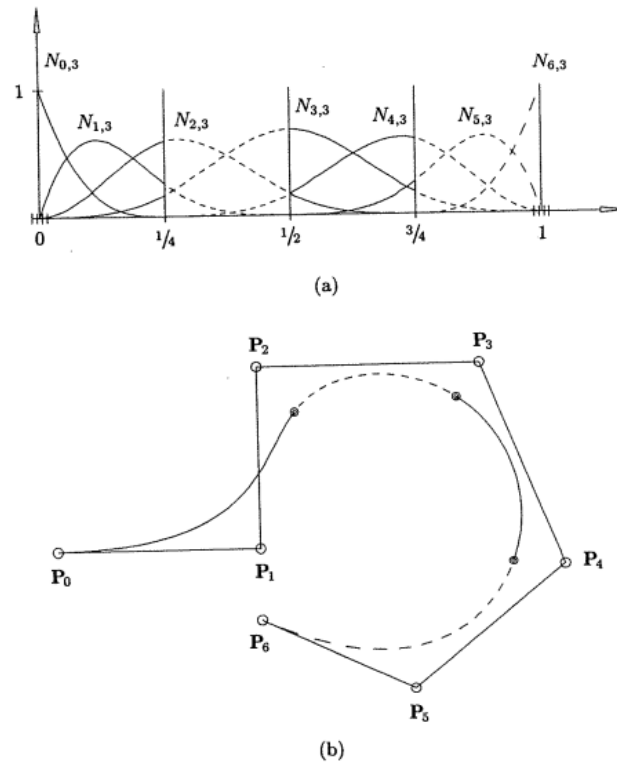 N0,3
N6,3
1
N1,3
N2,3
N3,3
N4,3
N5,3
0
1/4
1/2
3/4
1
(a)
P2
P3
P0
P1
P4
P6
P5
(b)